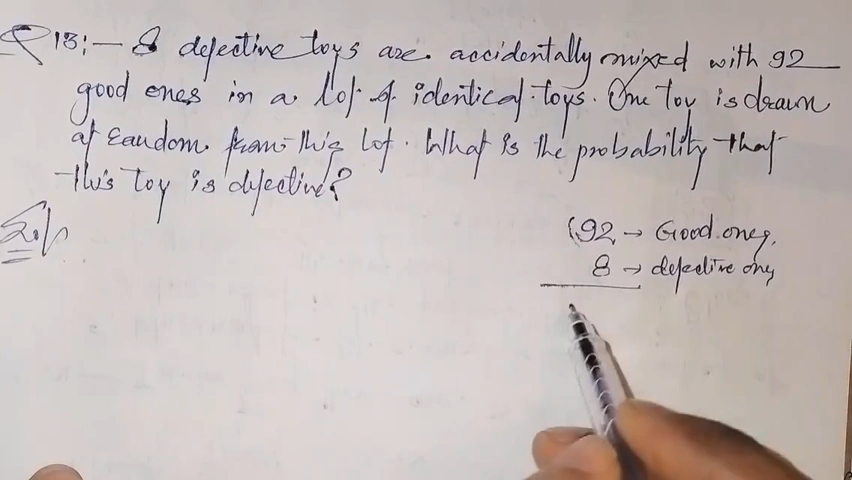 Q 13:- 8 defective toys are accidentally mixed with 92
good ones in a lot of identical toys. One toy is drawn
at random from this lot. What is the probability that
this toy is defective?
Sol
(92 → Good ones,
8 → defective ones